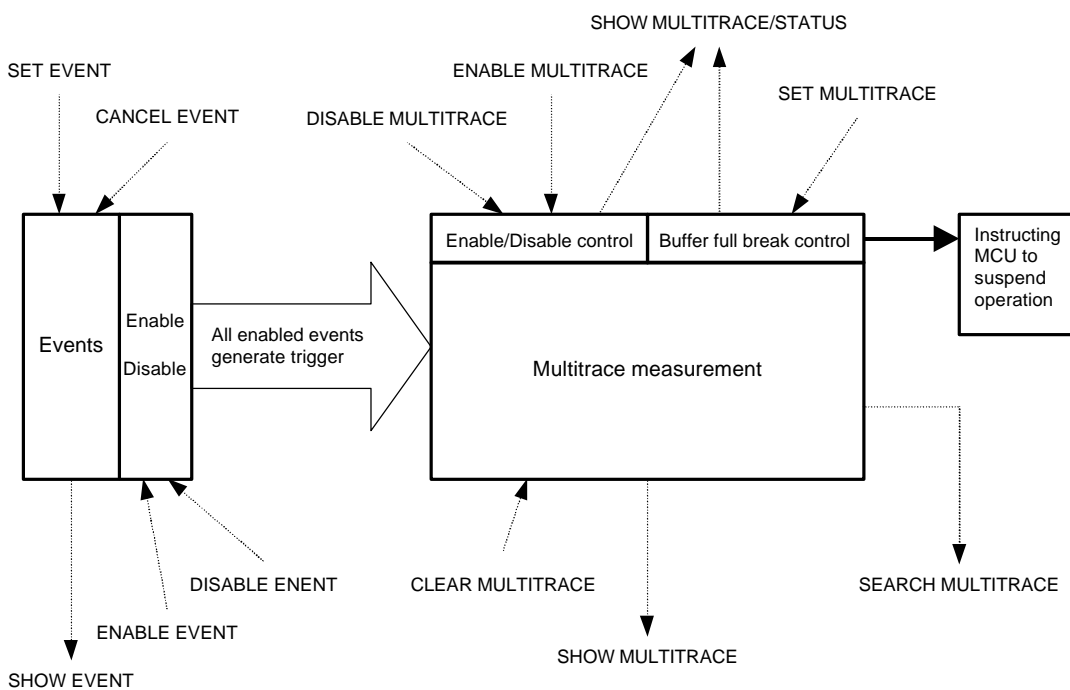 SHOW MULTITRACE/STATUS
SET EVENT
ENABLE MULTITRACE
SET MULTITRACE
CANCEL EVENT
DISABLE MULTITRACE
Enable/Disable control
Buffer full break control
Instructing
MCU to
suspend
operation
Events
Enable
Disable
All enabled events
generate trigger
Multitrace measurement
DISABLE ENENT
CLEAR MULTITRACE
SEARCH MULTITRACE
ENABLE EVENT
SHOW MULTITRACE
SHOW EVENT